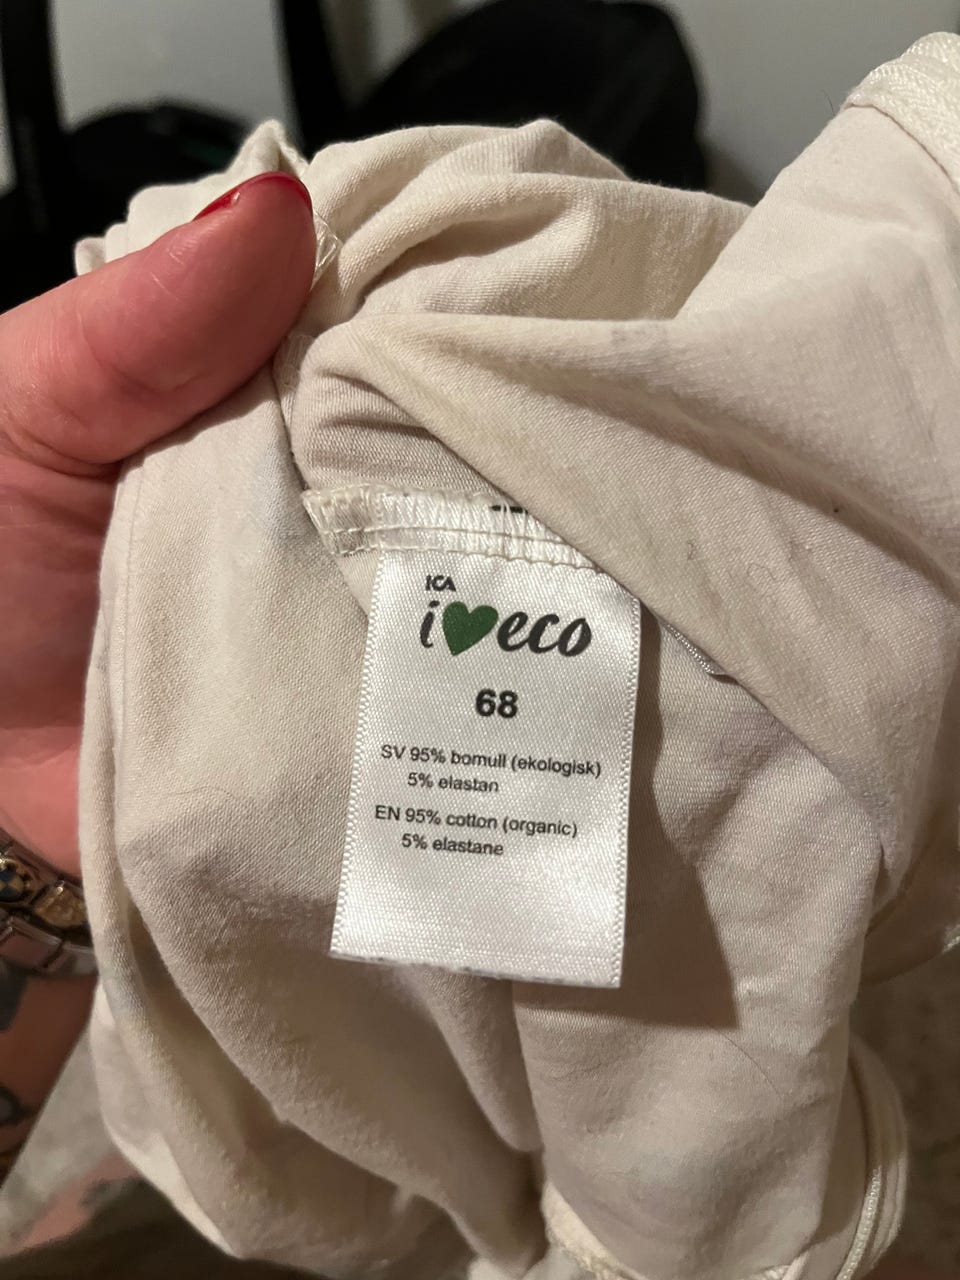 ICA
i eco
68
SV 95% bomull (ekologisk)
5% elastan
EN 95% cotton (organic)
5% elastane